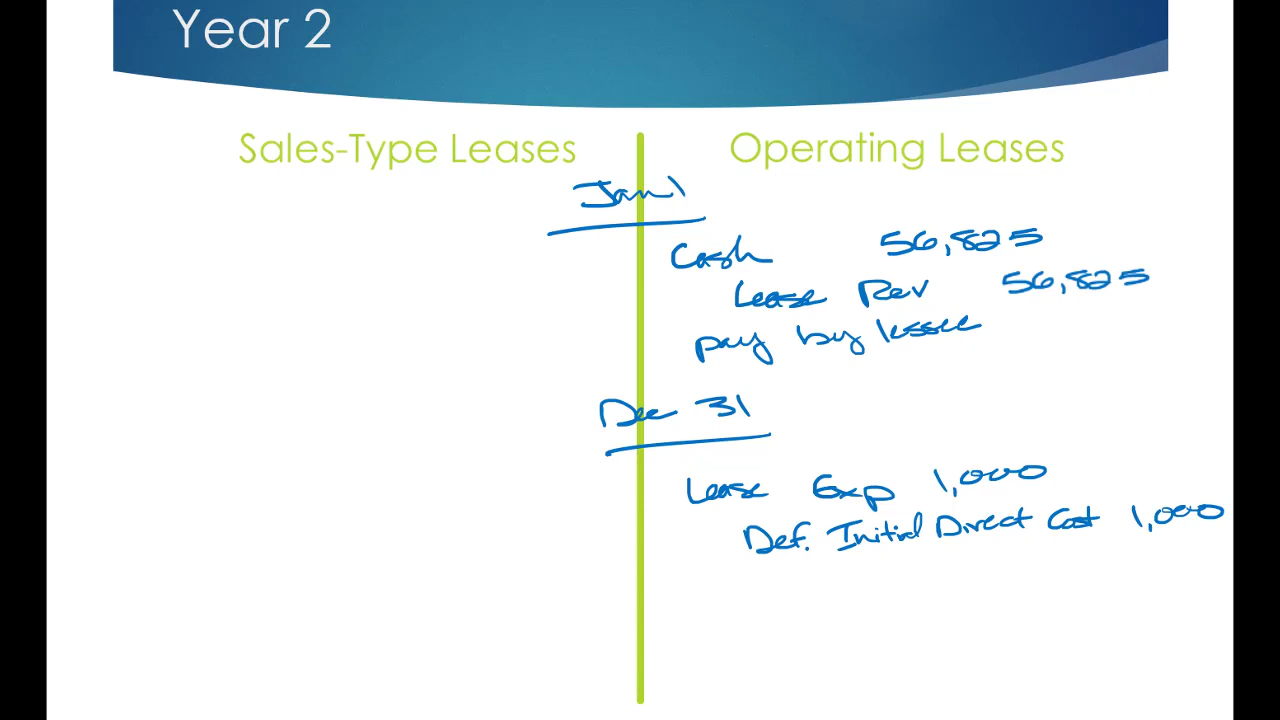 Year 2
Sales-Type Leases
Operating Leases
Jan 1
Cash 56,825
Lease Rev 56,825
pay by lessee
Dec 31
Lease Exp 1,000
Def. Initial Direct Cost 1,000